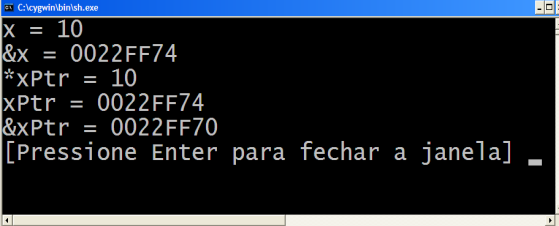 C:\cygwin\bin\sh.exe
x = 10
&x = 0022FF74
*xPtr = 10
xPtr = 0022FF74
&xPtr = 0022FF70
[Pressione Enter para fechar a janela]